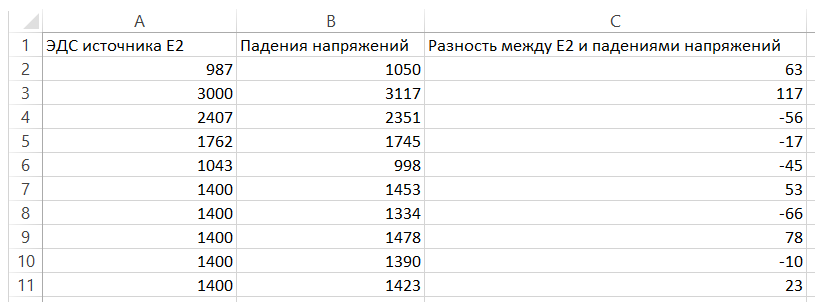 A B C
1 ЭДС источника Е2 Падения напряжений Разность между Е2 и падениями напряжений
2 987 1050 63
3 3000 3117 117
4 2407 2351 -56
5 1762 1745 -17
6 1043 998 -45
7 1400 1453 53
8 1400 1334 -66
9 1400 1478 78
10 1400 1390 -10
11 1400 1423 23